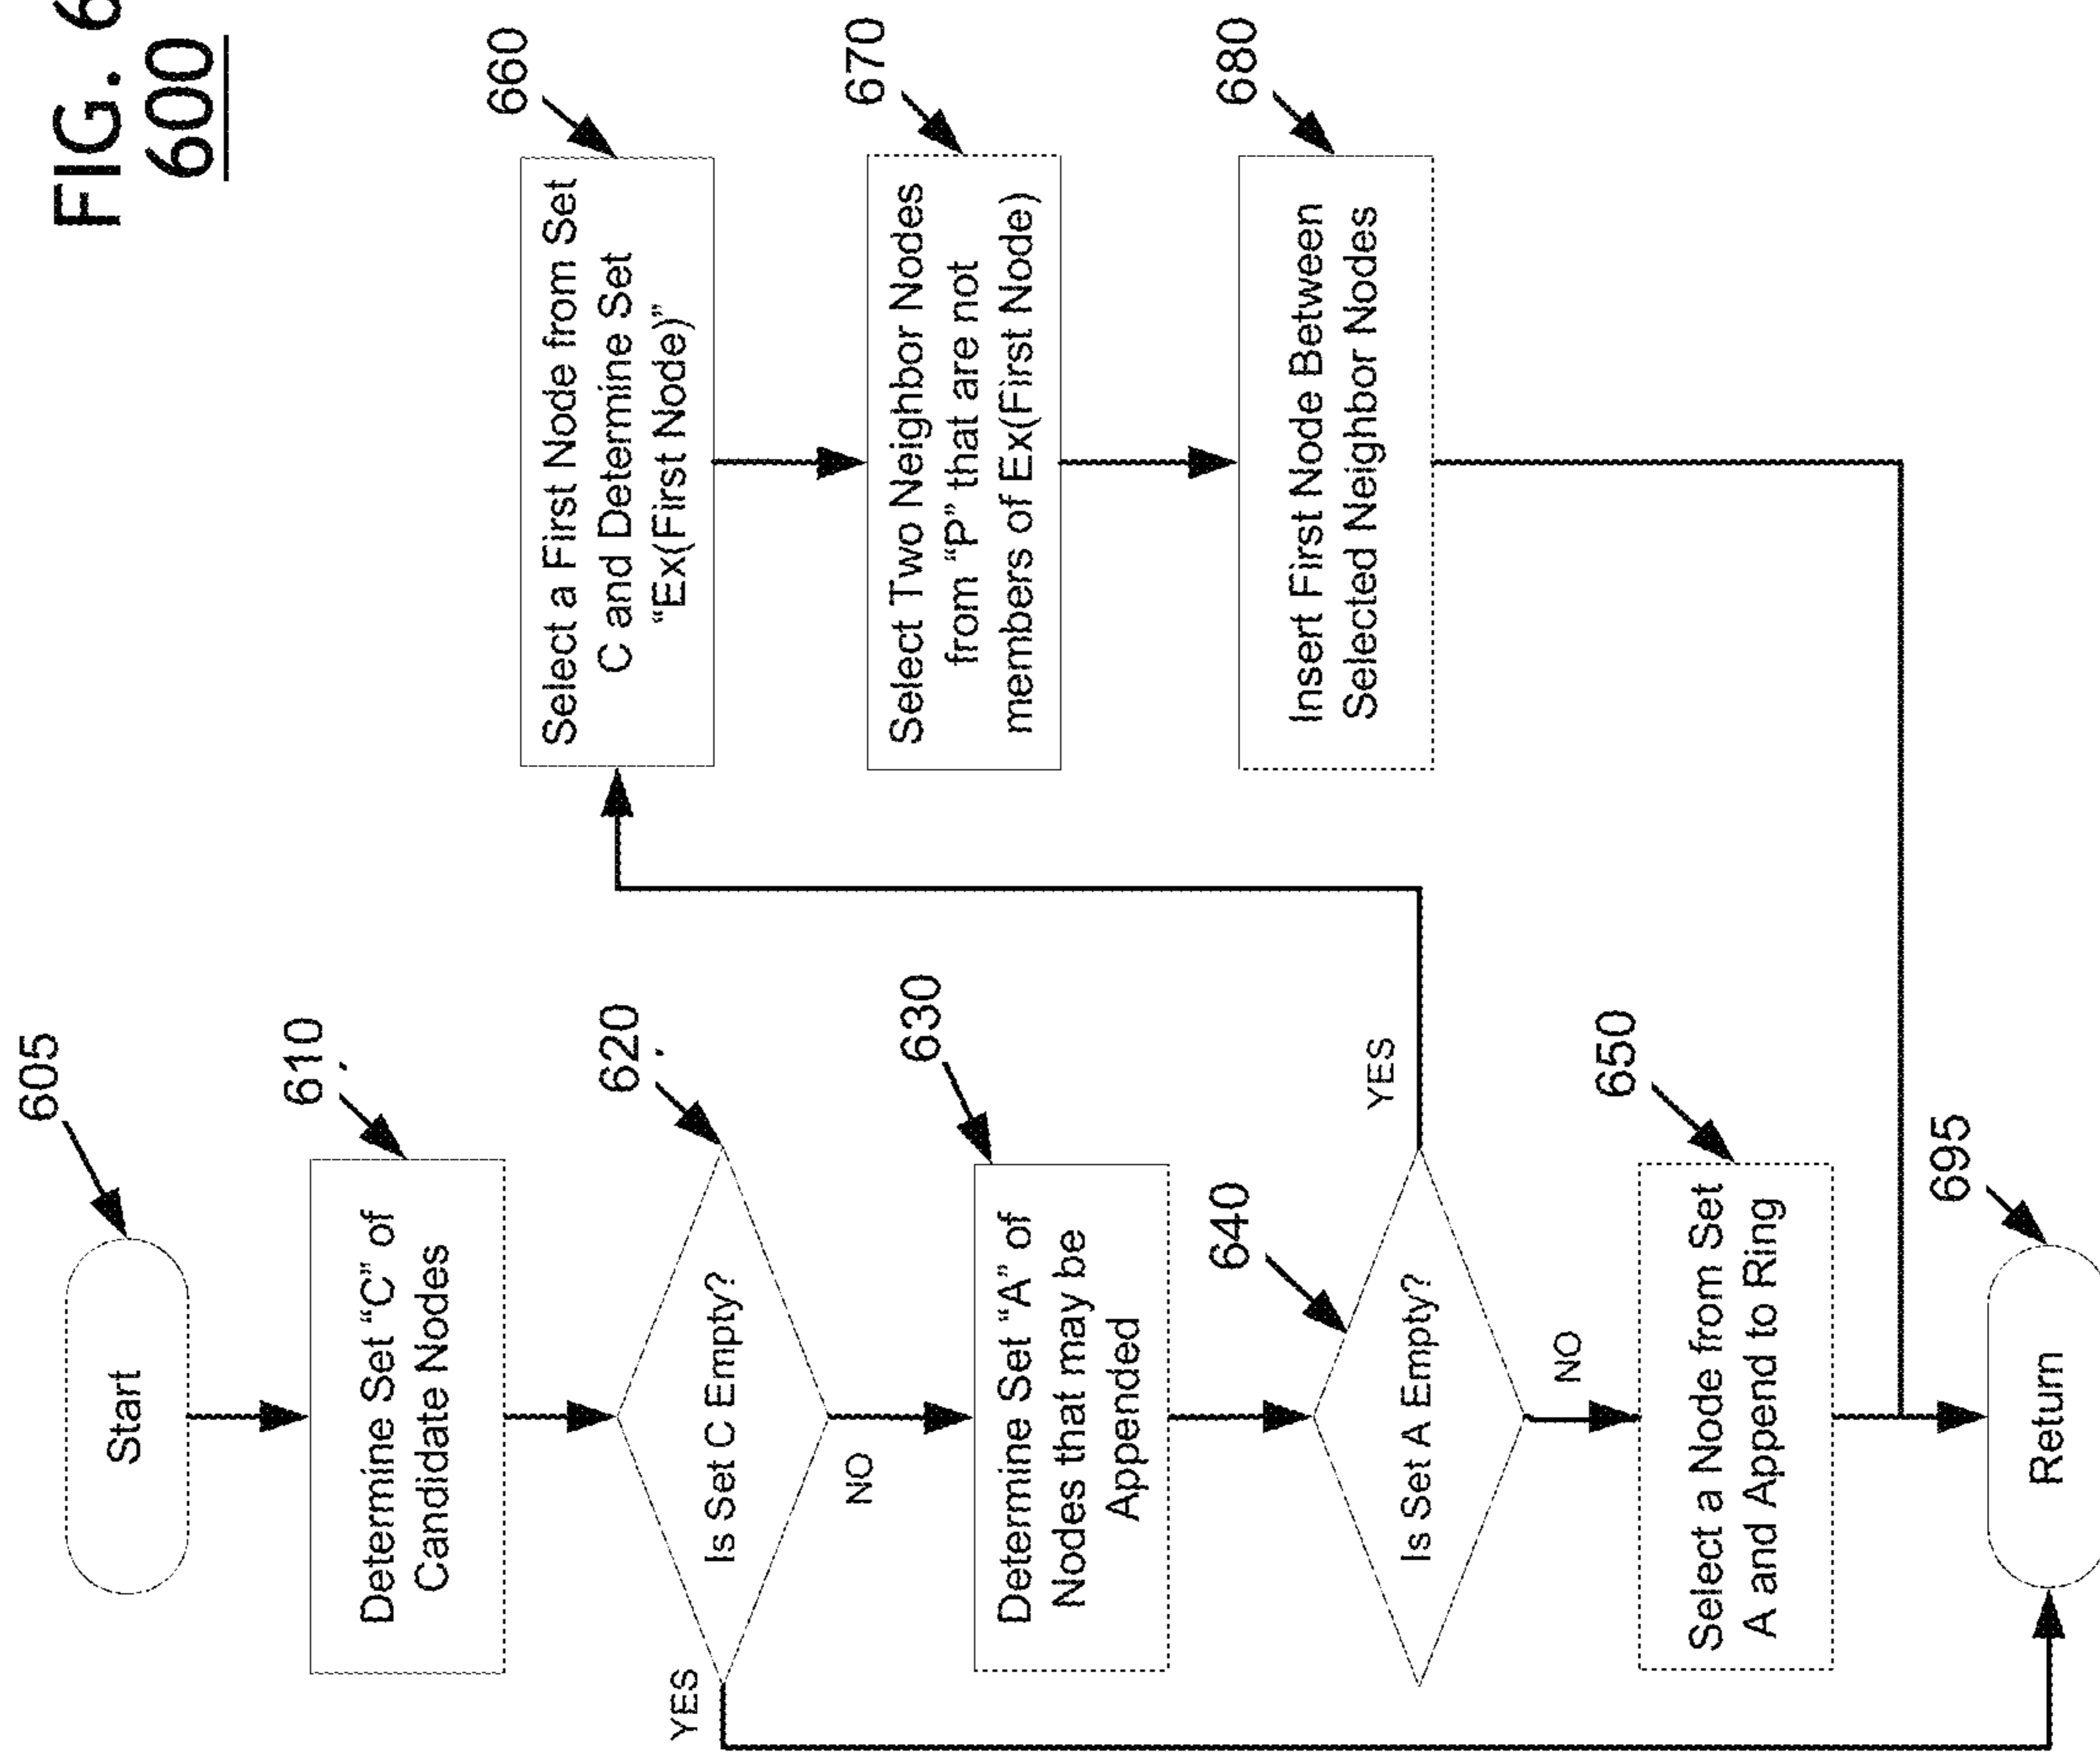 FIG. 6
600
605
Start
610
Determine Set “C” of
Candidate Nodes
620
Is Set C Empty?
YES
NO
630
Determine Set “A” of
Nodes that may be
Appended
640
Is Set A Empty?
YES
NO
650
Select a Node from Set
A and Append to Ring
660
Select a First Node from Set
C and Determine Set
“Ex(First Node)”
670
Select Two Neighbor Nodes
from “P” that are not
members of Ex(First Node)
680
Insert First Node Between
Selected Neighbor Nodes
695
Return